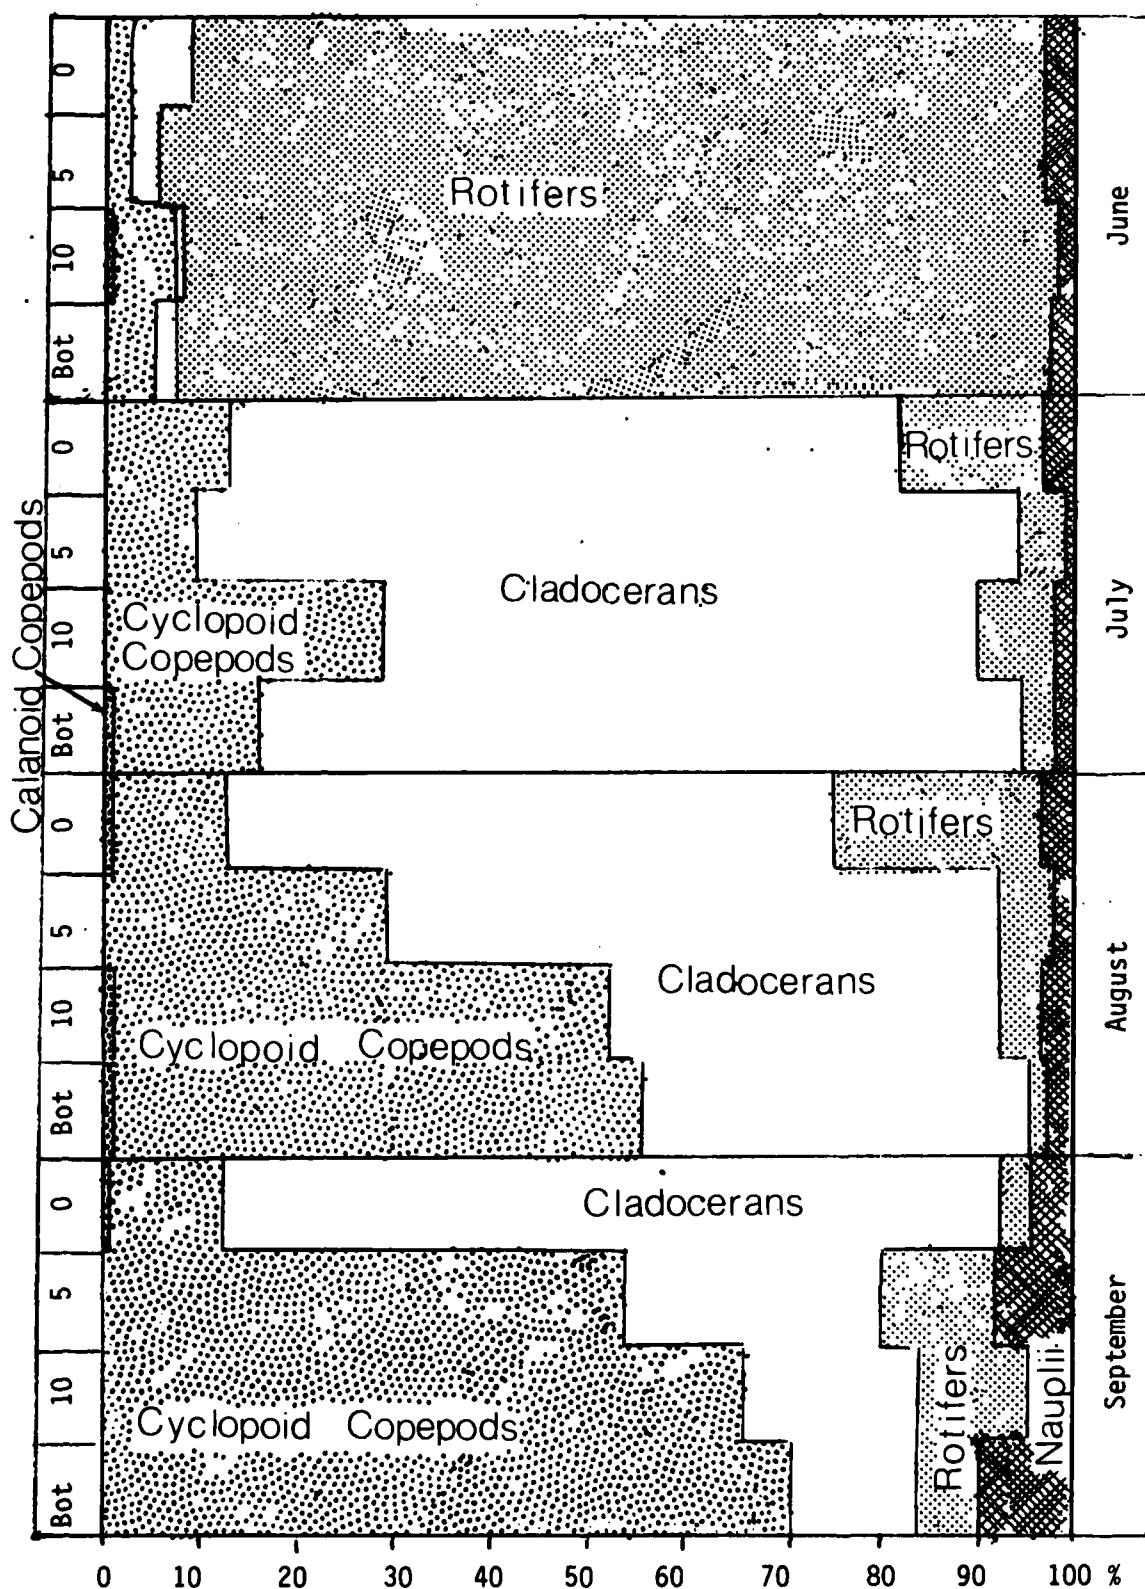 0
5
10
Bot
Rotifers
June
0
5
10
Bot
Rotifers
Cladocerans
Cyclopoid
Copepods
July
Calanoid Copepods
0
5
10
Bot
Rotifers
Cladocerans
Cyclopoid Copepods
August
0
5
10
Bot
Cladocerans
Cyclopoid Copepods
Rotifers
Nauplii
September
0 10 20 30 40 50 60 70 80 90 100 %